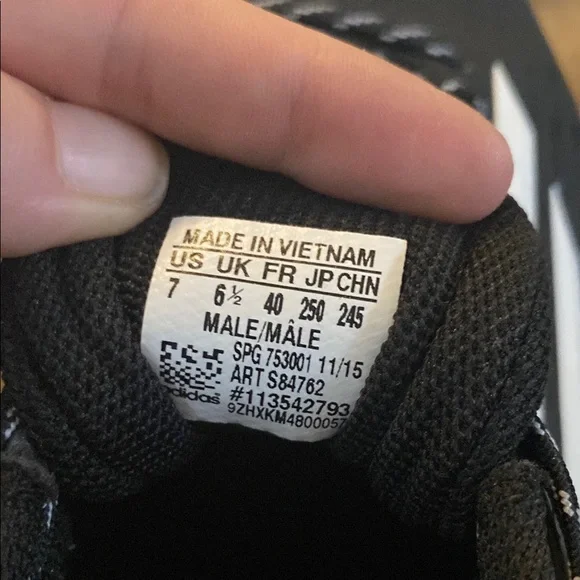 MADE IN VIETNAM
US UK FR JP CHN
7 6½ 40 250 245
MALE/MÂLE
SPG 753001 11/15
ART S84762
#113542793
adidas 9ZHXKM4800057